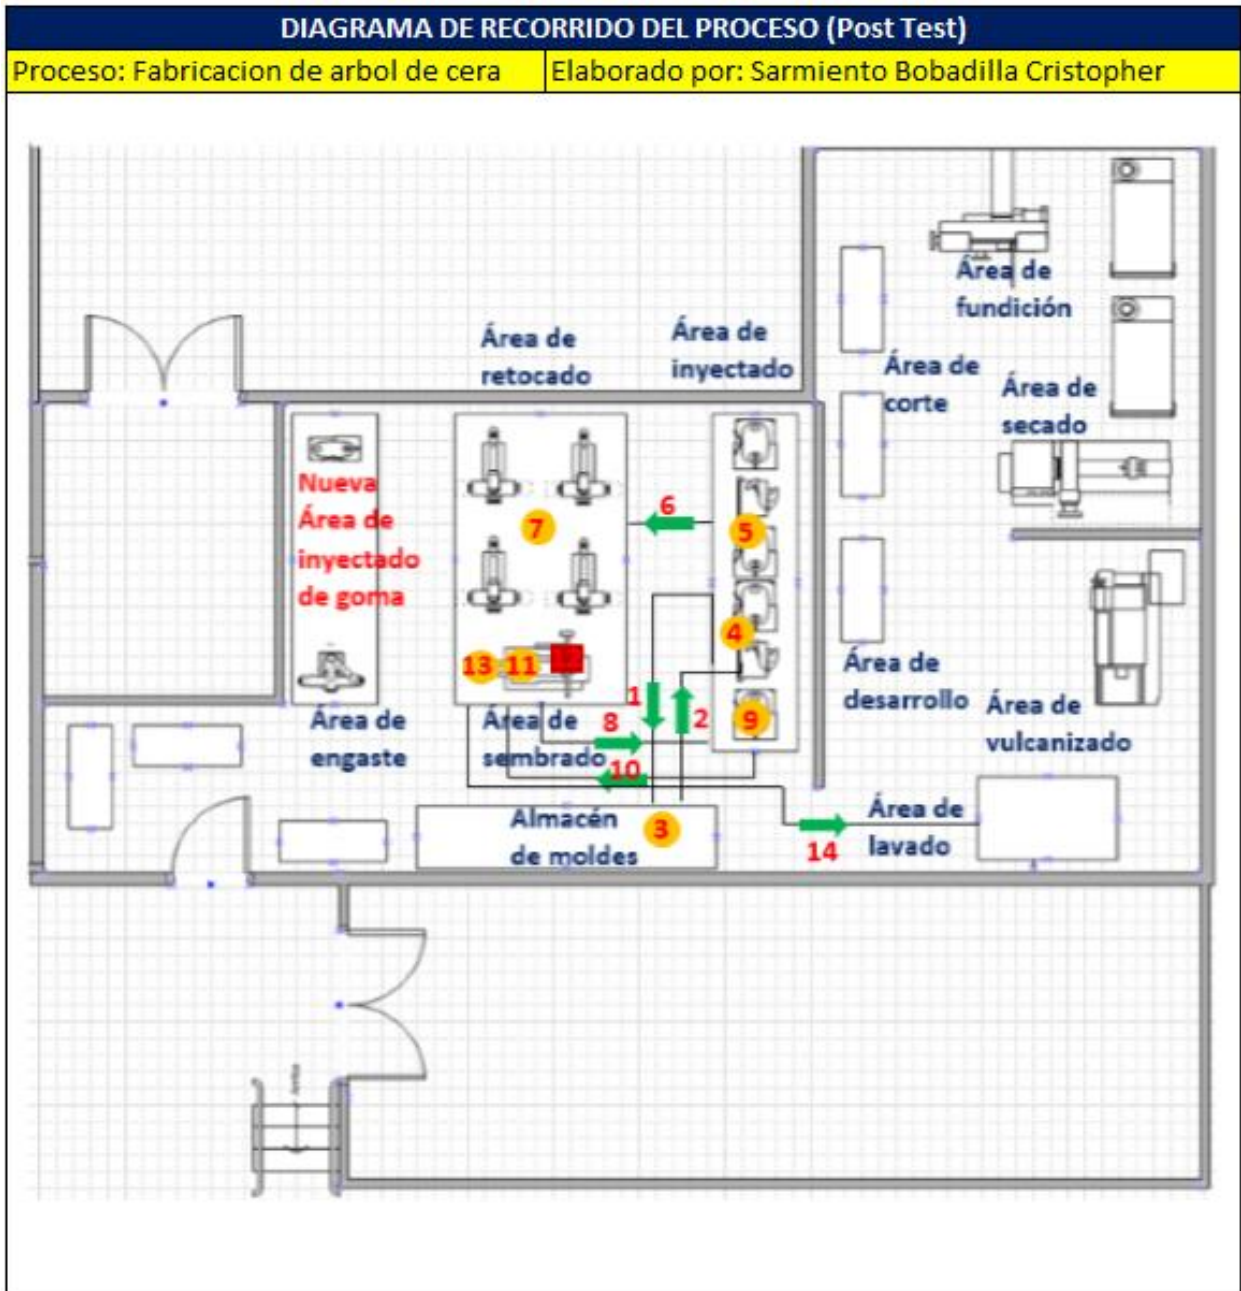 DIAGRAMA DE RECORRIDO DEL PROCESO (Post Test)
Proceso: Fabricacion de arbol de cera
Elaborado por: Sarmiento Bobadilla Cristopher
Área de
fundición
Área de
retocado
Área de
inyectado
Área de
corte
Área de
secado
Nueva
Área de
inyectado
de goma
6
7
5
4
13
11
1
2
9
8
10
Área de
desarrollo
Área de
vulcanizado
Área de
engaste
Área de
sembrado
Almacén
de moldes
3
14
Área de
lavado